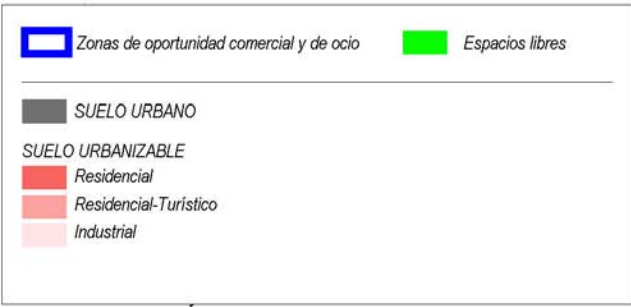 Zonas de oportunidad comercial y de ocio Espacios libres
SUELO URBANO
SUELO URBANIZABLE
Residencial
Residencial-Turístico
Industrial